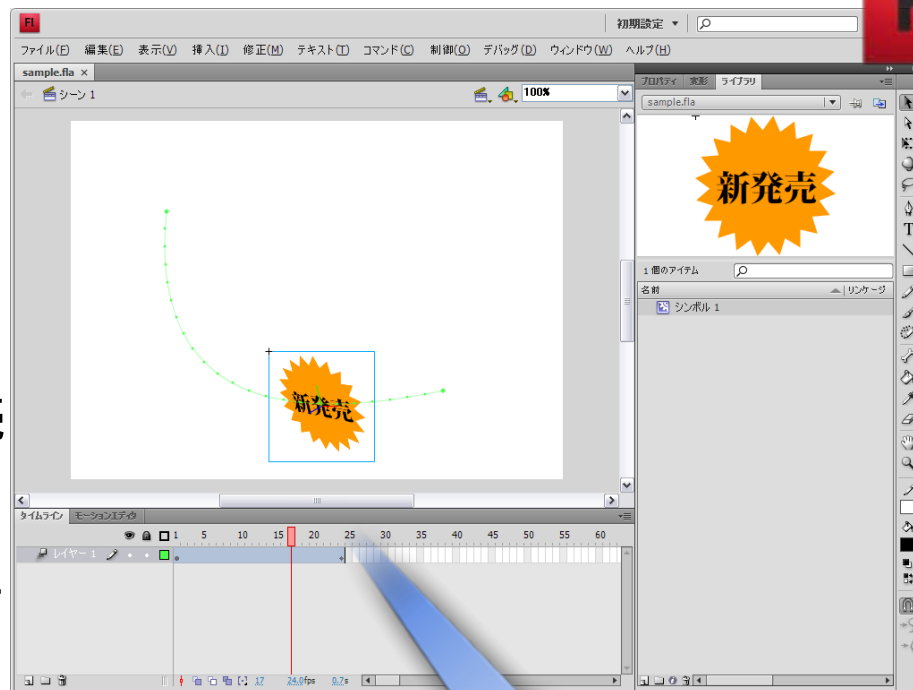 Fl
初期設定 ▼
ファイル(F) 編集(E) 表示(V) 挿入(I) 修正(M) テキスト(T) コマンド(C) 制御(O) デバッグ(D) ウィンドウ(W) ヘルプ(H)
sample.fla ×
シーン 1
100%
プロパティ 変形 ライブラリ
sample.fla
新発売
1 個のアイテム
名前 リンケージ
シンボル 1
新発売
タイムライン モーションエディタ
1 5 10 15 20 25 30 35 40 45 50 55 60
レイヤー 1
17 24.0fps 0.7s